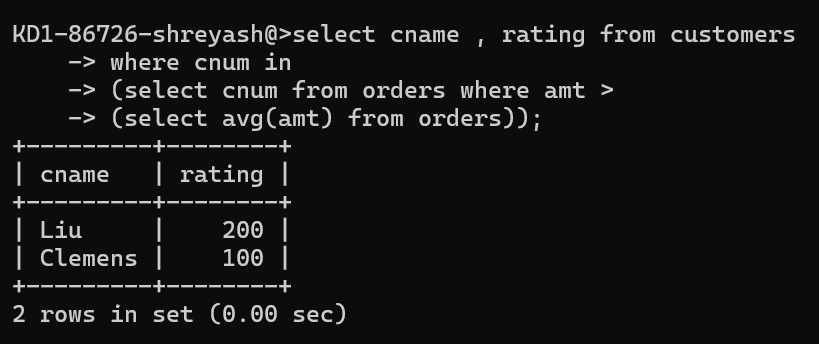 KD1-86726-shreyash@>select cname , rating from customers
    -> where cnum in
    -> (select cnum from orders where amt >
    -> (select avg(amt) from orders));
+---------+--------+
| cname   | rating |
+---------+--------+
| Liu     |    200 |
| Clemens |    100 |
+---------+--------+
2 rows in set (0.00 sec)